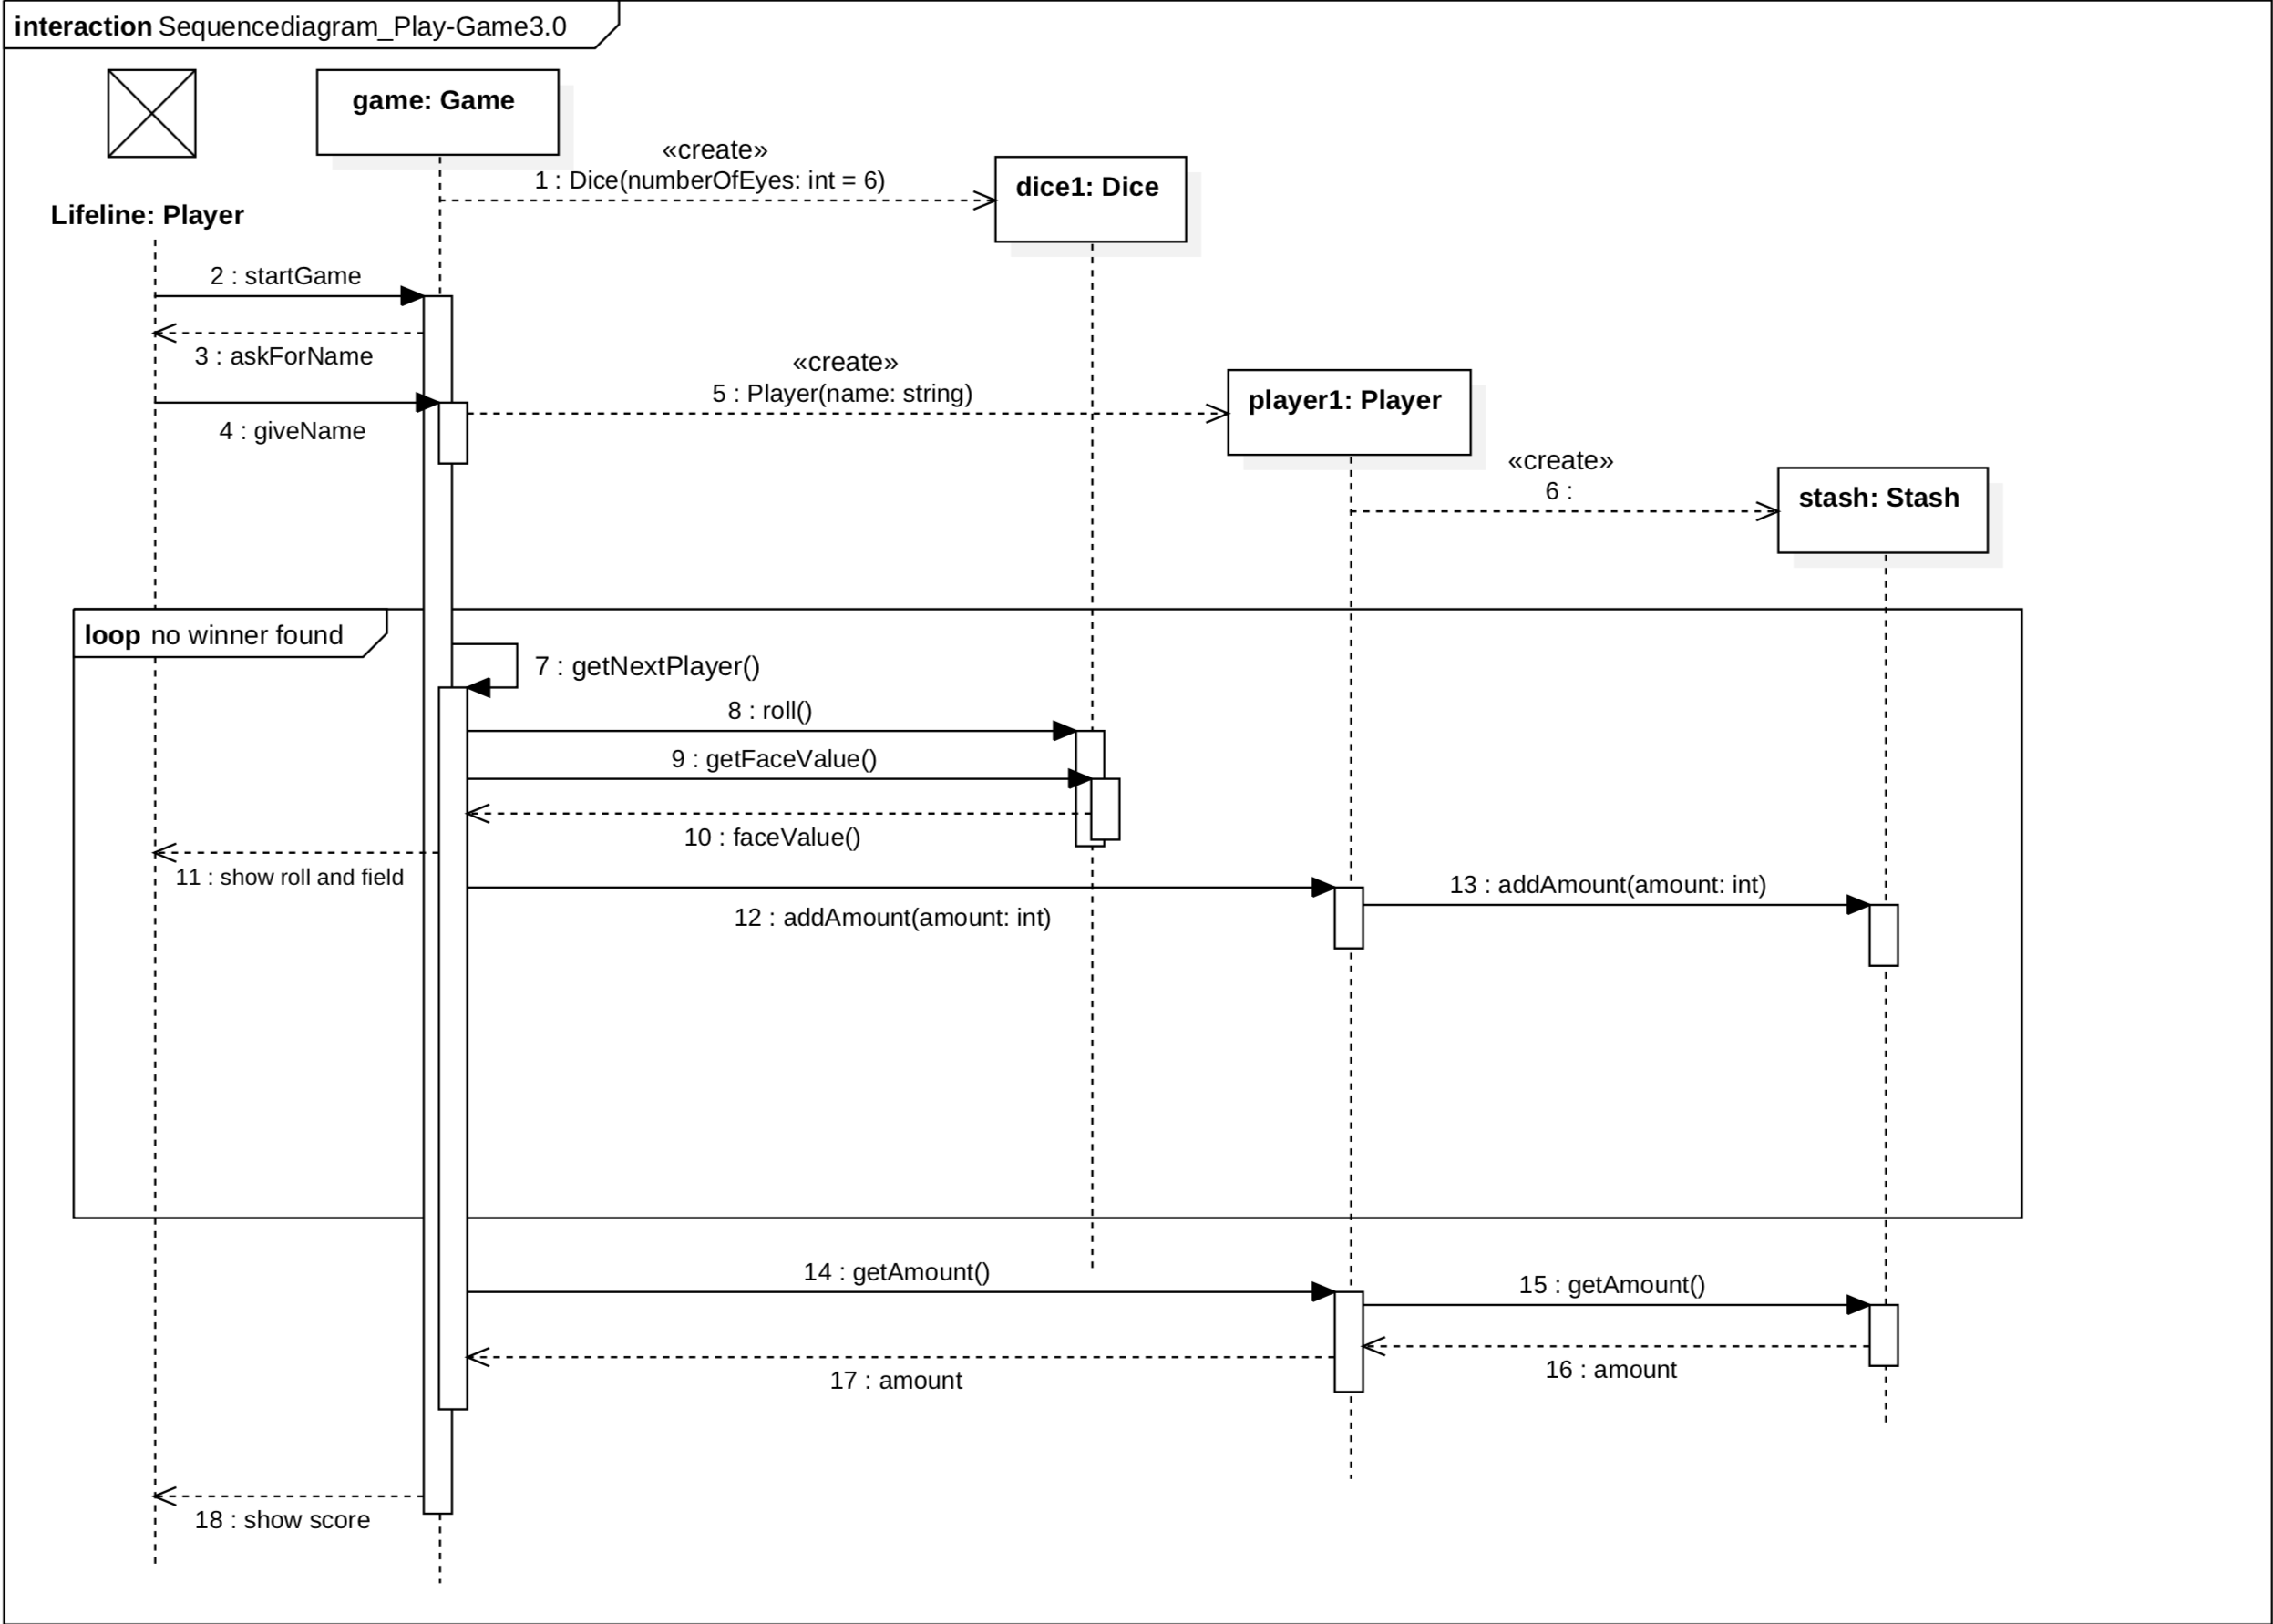 interaction Sequencediagram_Play-Game3.0
game: Game
«create»
1 : Dice(numberOfEyes: int = 6)
dice1: Dice
Lifeline: Player
2 : startGame
3 : askForName
«create»
5 : Player(name: string)
player1: Player
4 : giveName
«create»
6 :
stash: Stash
loop no winner found
7 : getNextPlayer()
8 : roll()
9 : getFaceValue()
10 : faceValue()
11 : show roll and field
12 : addAmount(amount: int)
13 : addAmount(amount: int)
14 : getAmount()
15 : getAmount()
16 : amount
17 : amount
18 : show score